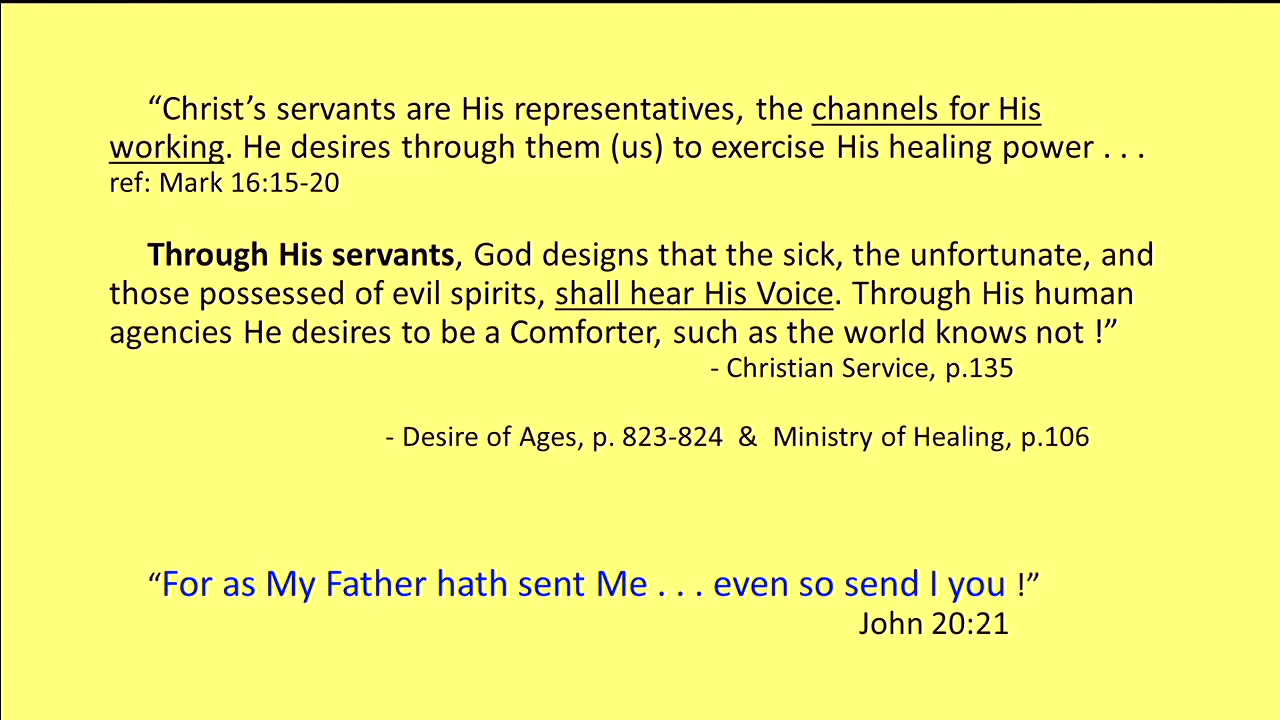 “Christ’s servants are His representatives, the channels for His
working. He desires through them (us) to exercise His healing power . . .
ref: Mark 16:15-20
Through His servants, God designs that the sick, the unfortunate, and
those possessed of evil spirits, shall hear His Voice. Through His human
agencies He desires to be a Comforter, such as the world knows not !”
- Christian Service, p.135
- Desire of Ages, p. 823-824 & Ministry of Healing, p.106
“For as My Father hath sent Me . . . even so send I you !”
John 20:21